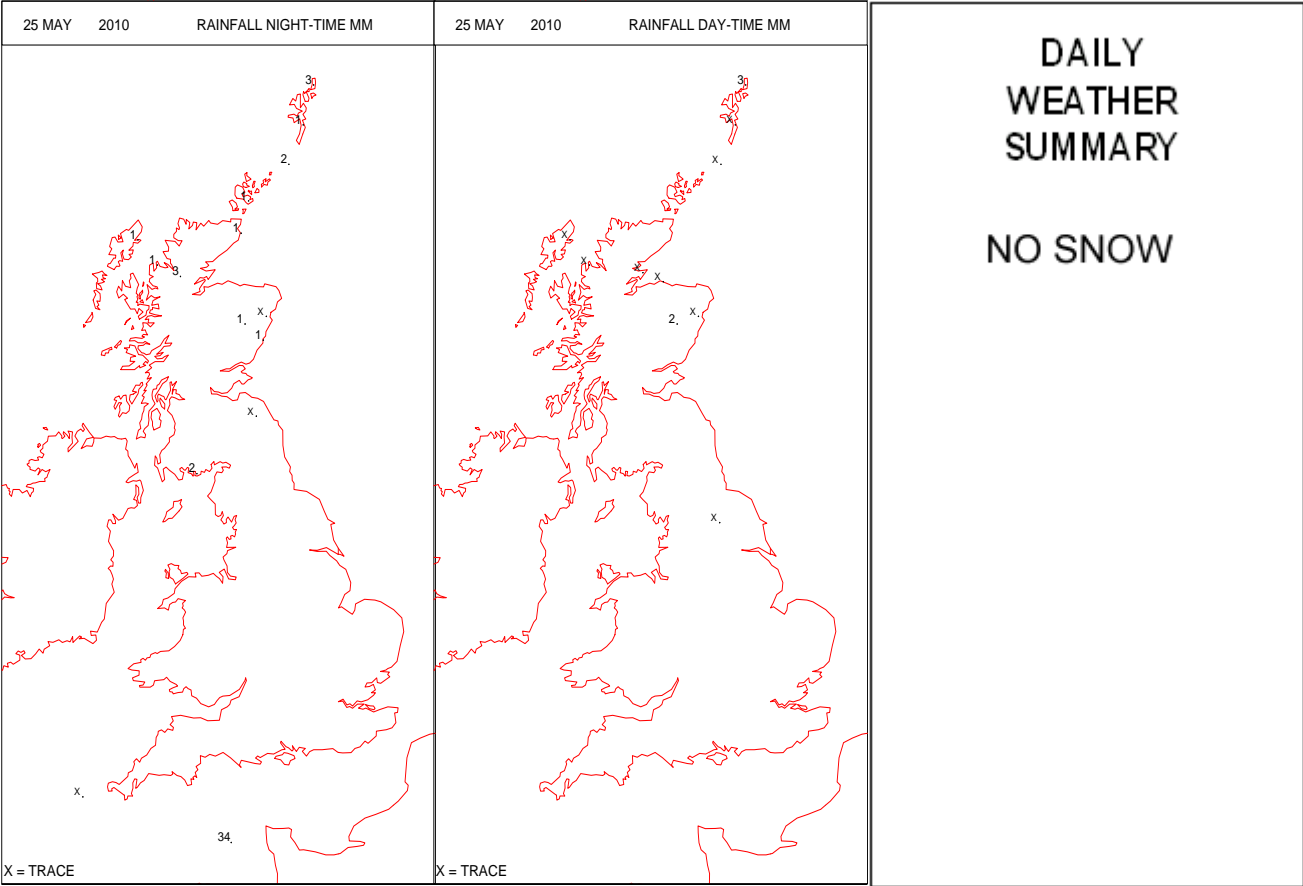 25 MAY 2010 RAINFALL NIGHT-TIME MM
3
1
2
1
1
1
1
3
X
1
1
X
2
X
34
X = TRACE
25 MAY 2010 RAINFALL DAY-TIME MM
3
X
X
X
X
X
X
X
2
X
X = TRACE
DAILY
WEATHER
SUMMARY
NO SNOW